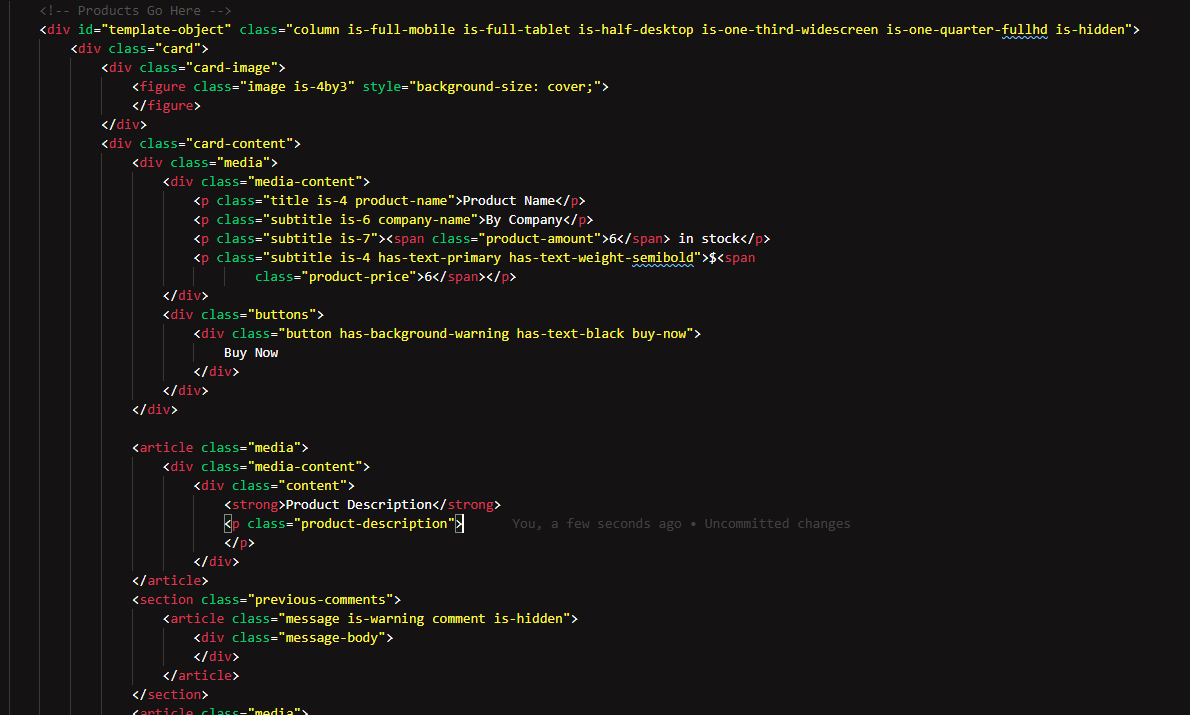 <!-- Products Go Here -->
<div id="template-object" class="column is-full-mobile is-full-tablet is-half-desktop is-one-third-widescreen is-one-quarter-fullhd is-hidden">
<div class="card">
<div class="card-image">
<figure class="image is-4by3" style="background-size: cover;">
</figure>
</div>
<div class="card-content">
<div class="media">
<div class="media-content">
<p class="title is-4 product-name">Product Name</p>
<p class="subtitle is-6 company-name">By Company</p>
<p class="subtitle is-7"><span class="product-amount">6</span> in stock</p>
<p class="subtitle is-4 has-text-primary has-text-weight-semibold">$<span
class="product-price">6</span></p>
</div>
<div class="buttons">
<div class="button has-background-warning has-text-black buy-now">
Buy Now
</div>
</div>
</div>
<article class="media">
<div class="media-content">
<div class="content">
<strong>Product Description</strong>
<p class="product-description"> You, a few seconds ago • Uncommitted changes
</p>
</div>
</article>
<section class="previous-comments">
<article class="message is-warning comment is-hidden">
<div class="message-body">
</div>
</article>
</section>
<article class="media">